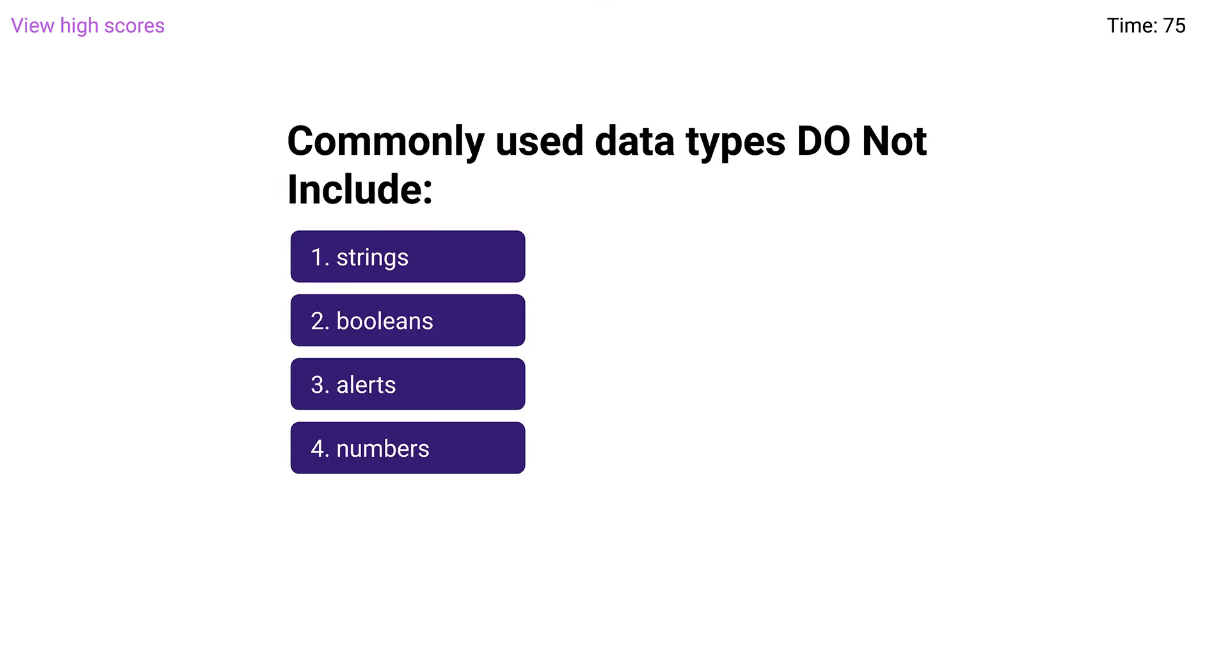 View high scores
Time: 75
Commonly used data types DO Not
Include:
1. strings
2. booleans
3. alerts
4. numbers